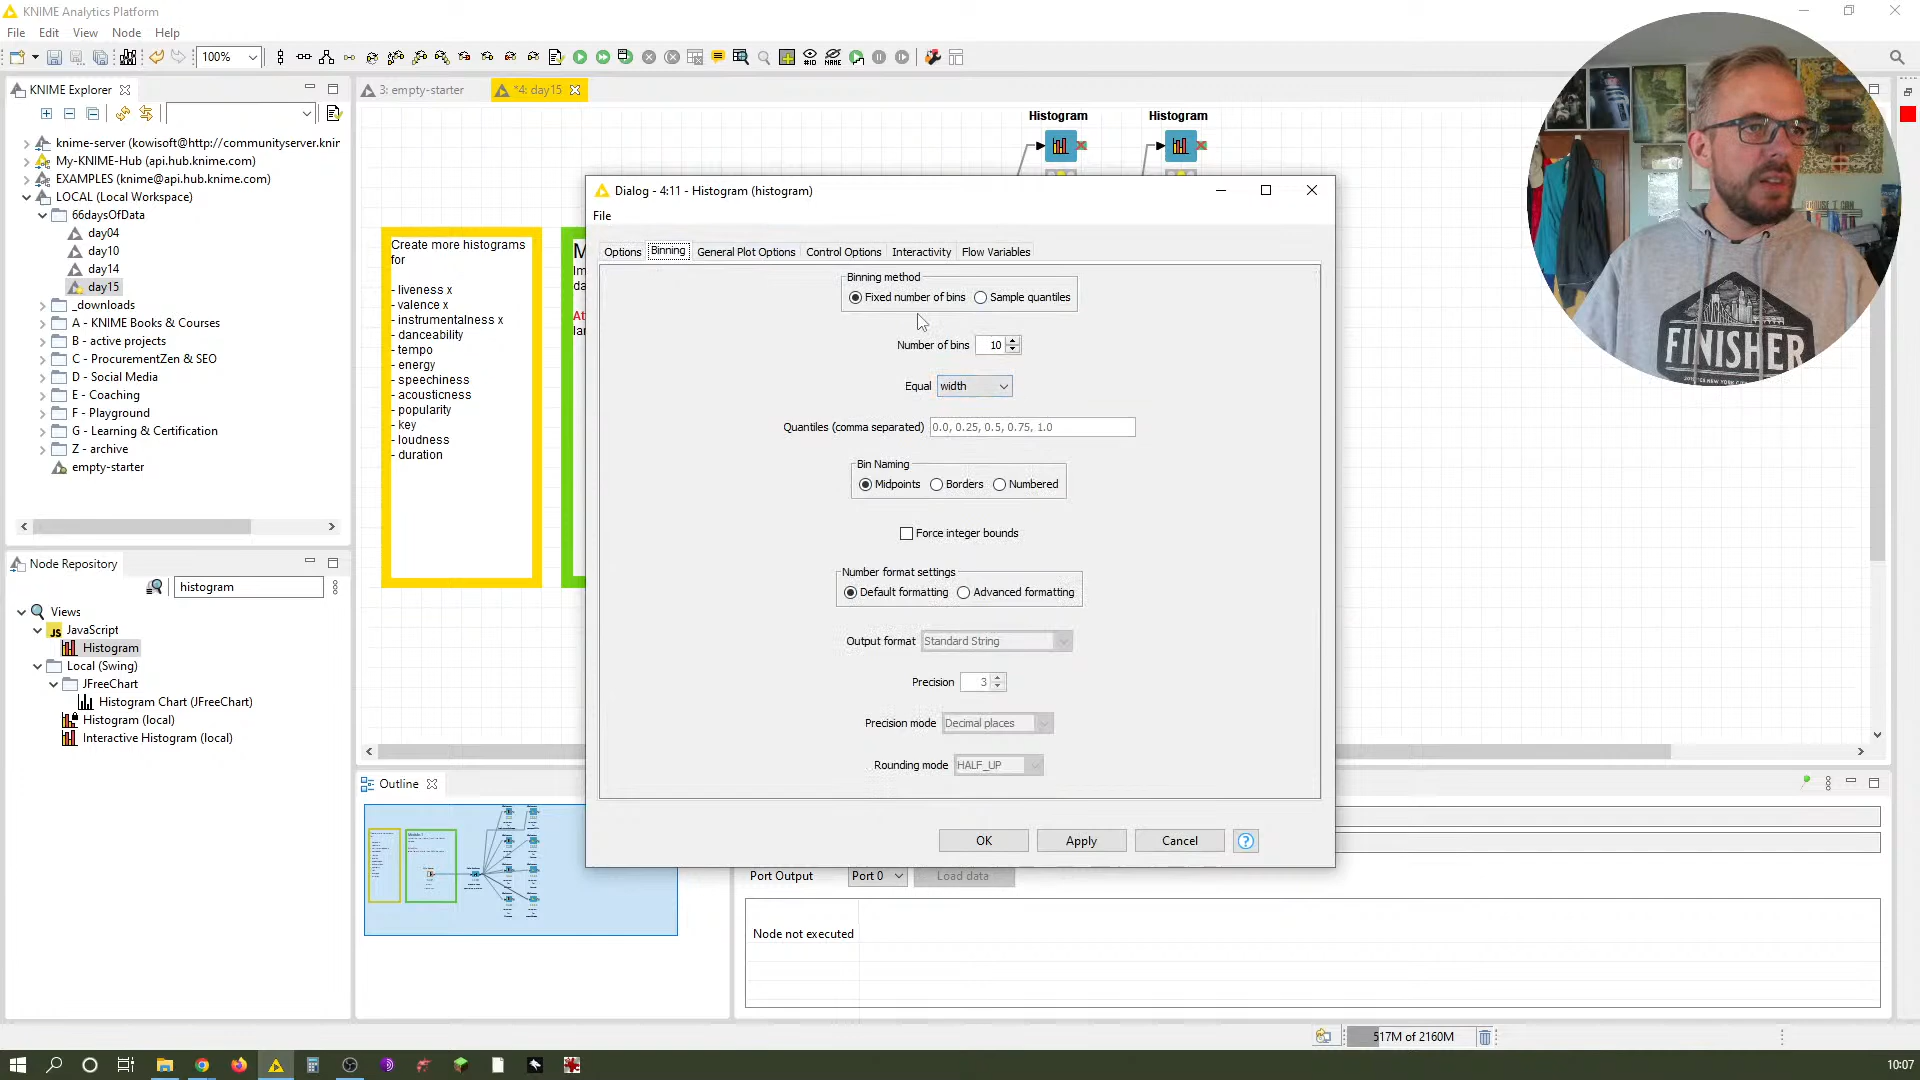 KNIME Analytics Platform
File Edit View Node Help
100%
KNIME Explorer
3: empty-starter
*4: day15
knime-server (kowisoft@http://communityserver.knir
My-KNIME-Hub (api.hub.knime.com)
EXAMPLES (knime@api.hub.knime.com)
LOCAL (Local Workspace)
66daysOfData
day04
day10
day14
day15
_downloads
A - KNIME Books & Courses
B - active projects
C - ProcurementZen & SEO
D - Social Media
E - Coaching
F - Playground
G - Learning & Certification
Z - archive
empty-starter
Node Repository
histogram
Views
JS JavaScript
Histogram
Local (Swing)
JFreeChart
Histogram Chart (JFreeChart)
Histogram (local)
Interactive Histogram (local)
Histogram
Histogram
Create more histograms
for
- liveness x
- valence x
- instrumentalness x
- danceability
- tempo
- energy
- speechiness
- acousticness
- popularity
- key
- loudness
- duration
Dialog - 4:11 - Histogram (histogram)
File
Options Binning General Plot Options Control Options Interactivity Flow Variables
Binning method
Fixed number of bins Sample quantiles
Number of bins 10
Equal width
Quantiles (comma separated) 0.0, 0.25, 0.5, 0.75, 1.0
Bin Naming
Midpoints Borders Numbered
Force integer bounds
Number format settings
Default formatting Advanced formatting
Output format Standard String
Precision 3
Precision mode Decimal places
Rounding mode HALF_UP
OK Apply Cancel
Outline
Port Output Port 0 Load data
Node not executed
FINISHER
517M of 2160M
10:07